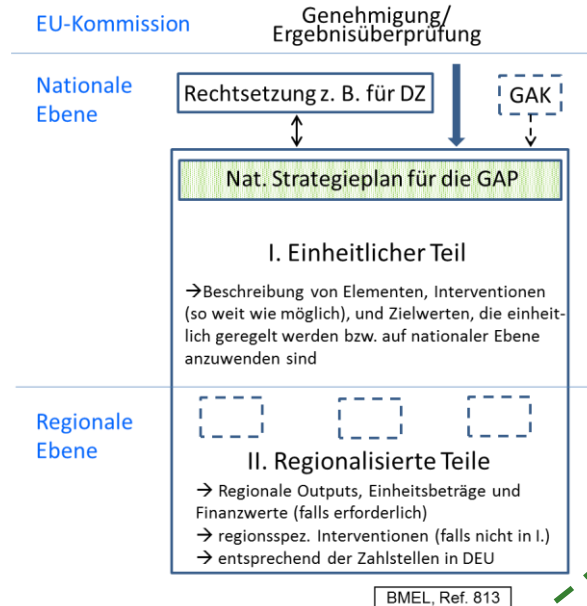 EU-Kommission
Genehmigung/
Ergebnisüberprüfung
Nationale
Ebene
Rechtsetzung z. B. für DZ
GAK
Nat. Strategieplan für die GAP
I. Einheitlicher Teil
→Beschreibung von Elementen, Interventionen
(so weit wie möglich), und Zielwerten, die einheit-
lich geregelt werden bzw. auf nationaler Ebene
anzuwenden sind
Regionale
Ebene
II. Regionalisierte Teile
→ Regionale Outputs, Einheitsbeträge und
Finanzwerte (falls erforderlich)
→ regionsspez. Interventionen (falls nicht in I.)
→ entsprechend der Zahlstellen in DEU
BMEL, Ref. 813